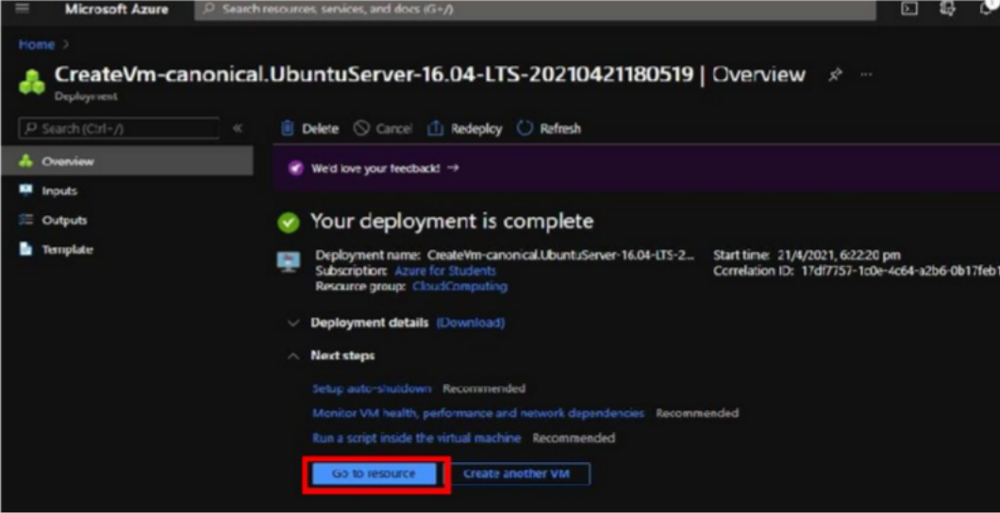 Microsoft Azure Search resources, services, and docs (G+/)
Home >
CreateVm-canonical.UbuntuServer-16.04-LTS-20210421180519 | Overview ...
Deployment
Search (Ctrl+/) «
Delete Cancel Redeploy Refresh
Overview
We'd love your feedback! →
Inputs
Outputs
Template
Your deployment is complete
Deployment name: CreateVm-canonical.UbuntuServer-16.04-LTS-2...
Subscription: Azure for Students
Resource group: CloudComputing
Start time: 21/4/2021, 6:22:20 pm
Correlation ID: 17df7757-1c0e-4c64-a2b6-0b17feb1
Deployment details (Download)
Next steps
Setup auto-shutdown Recommended
Monitor VM health, performance and network dependencies Recommended
Run a script inside the virtual machine Recommended
Go to resource Create another VM